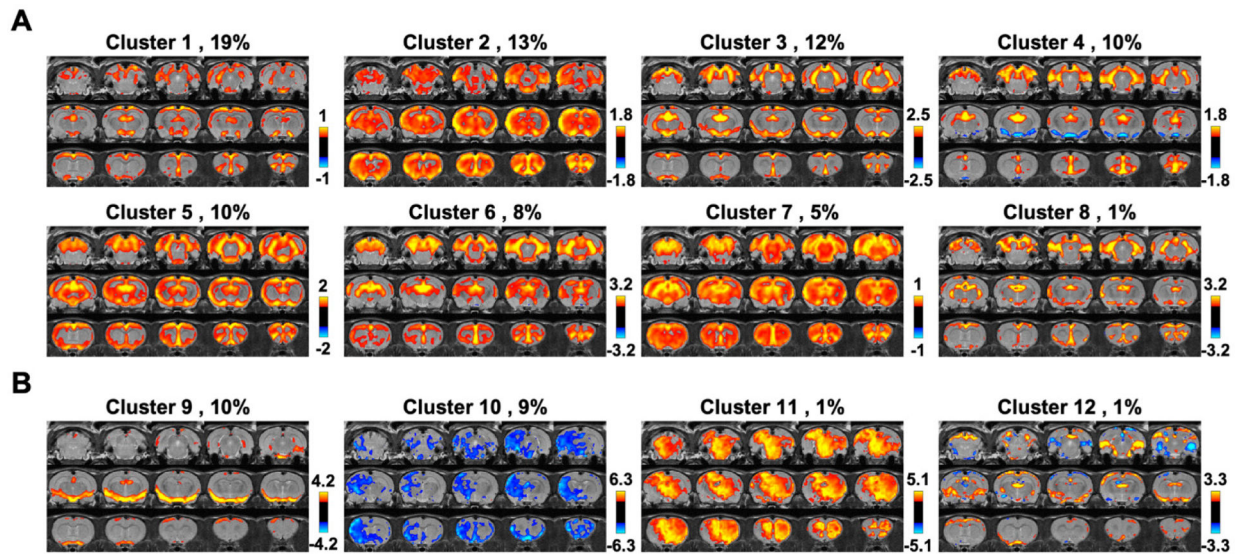 A
Cluster 1 , 19%
Cluster 2 , 13%
Cluster 3 , 12%
Cluster 4 , 10%
1
-1
1.8
-1.8
2.5
-2.5
1.8
-1.8
Cluster 5 , 10%
Cluster 6 , 8%
Cluster 7 , 5%
Cluster 8 , 1%
2
-2
3.2
-3.2
1
-1
3.2
-3.2
B
Cluster 9 , 10%
Cluster 10 , 9%
Cluster 11 , 1%
Cluster 12 , 1%
4.2
-4.2
6.3
-6.3
5.1
-5.1
3.3
-3.3